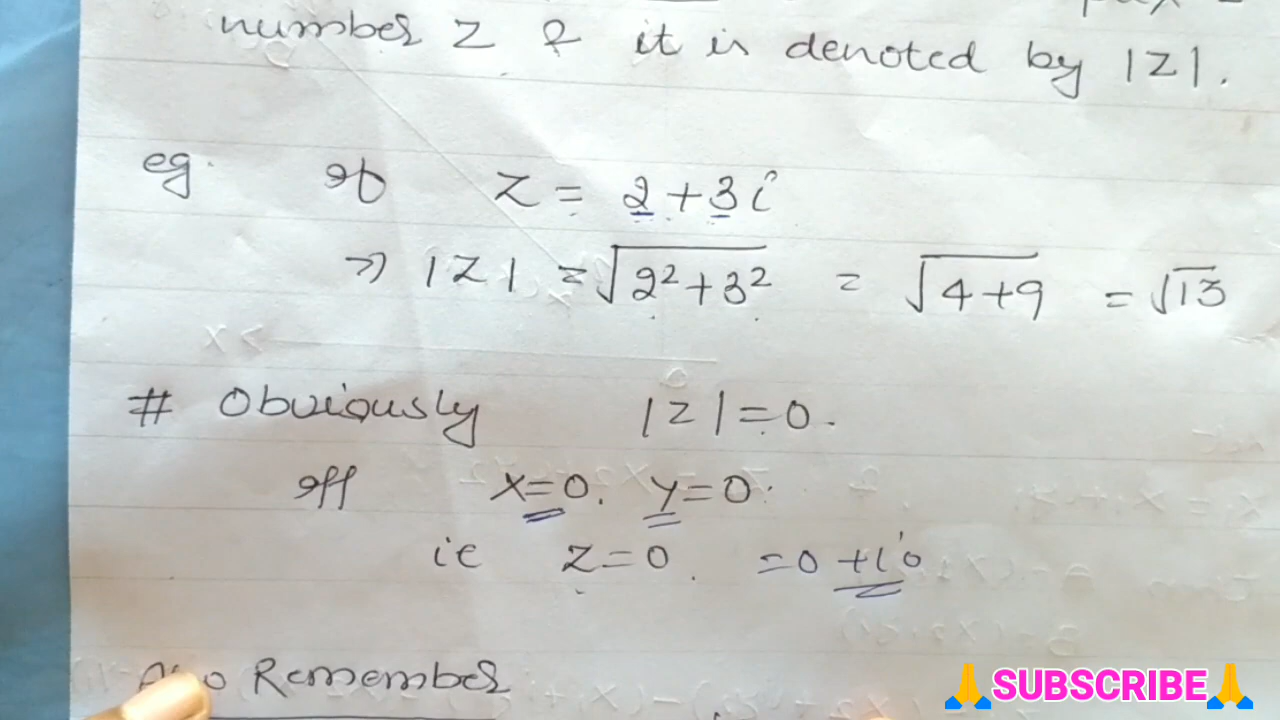 number z & it is denoted by |z|.
eg. If z = 2+3i
⇒ |z| = √(2²+3²) = √(4+9) = √13
# Obviously |z|=0.
iff x=0. y=0.
ie z=0. =0+i0
Also Remember
SUBSCRIBE